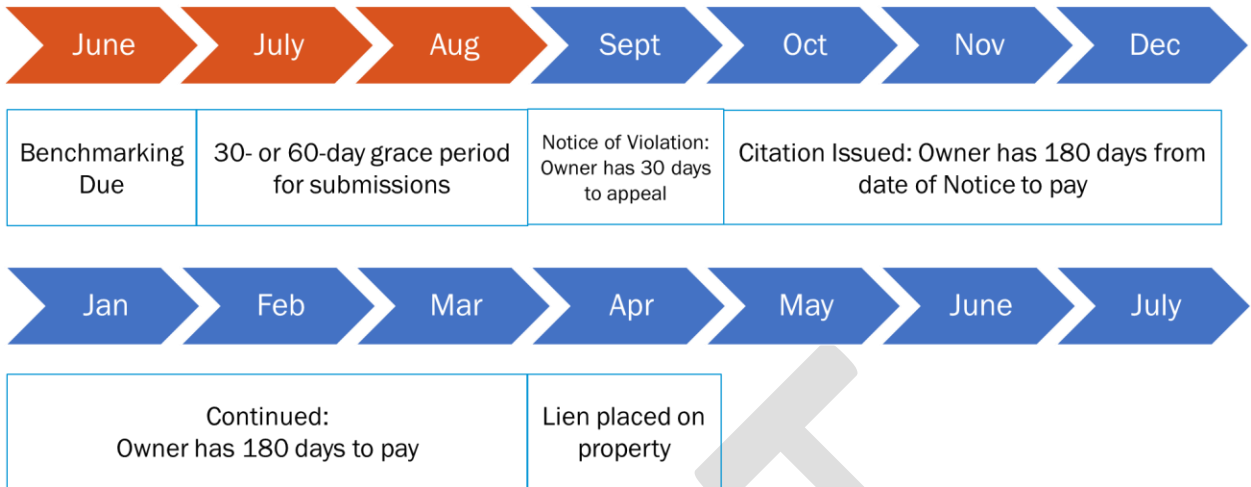 June July Aug Sept Oct Nov Dec
Benchmarking
Due
30- or 60-day grace period
for submissions
Notice of Violation:
Owner has 30 days
to appeal
Citation Issued: Owner has 180 days from
date of Notice to pay
Jan Feb Mar Apr May June July
Continued:
Owner has 180 days to pay
Lien placed on
property